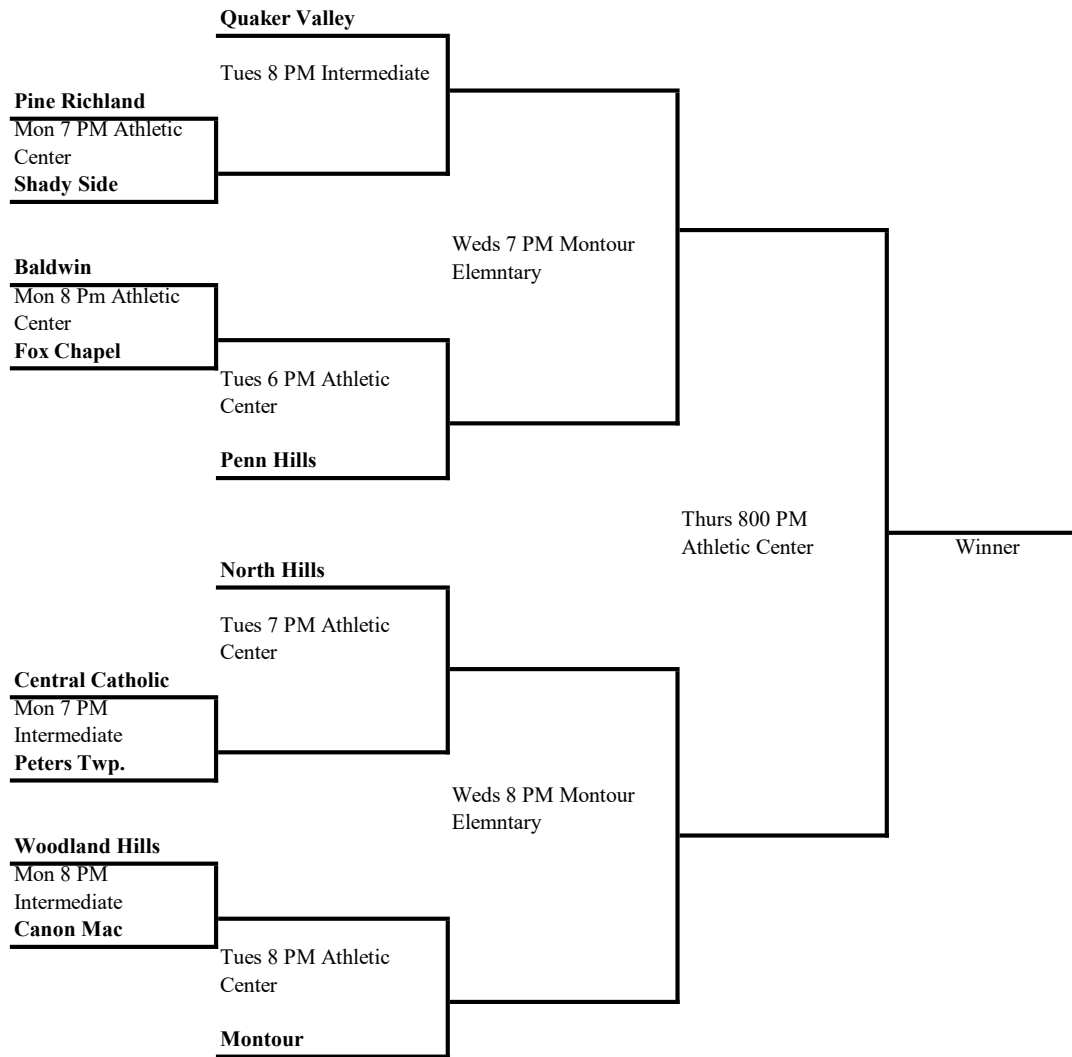 Quaker Valley
Tues 8 PM Intermediate
Pine Richland
Mon 7 PM Athletic
Center
Shady Side
Weds 7 PM Montour
Elemntary
Baldwin
Mon 8 Pm Athletic
Center
Fox Chapel
Tues 6 PM Athletic
Center
Penn Hills
Thurs 800 PM
Athletic Center
Winner
North Hills
Tues 7 PM Athletic
Center
Central Catholic
Mon 7 PM
Intermediate
Peters Twp.
Weds 8 PM Montour
Elemntary
Woodland Hills
Mon 8 PM
Intermediate
Canon Mac
Tues 8 PM Athletic
Center
Montour